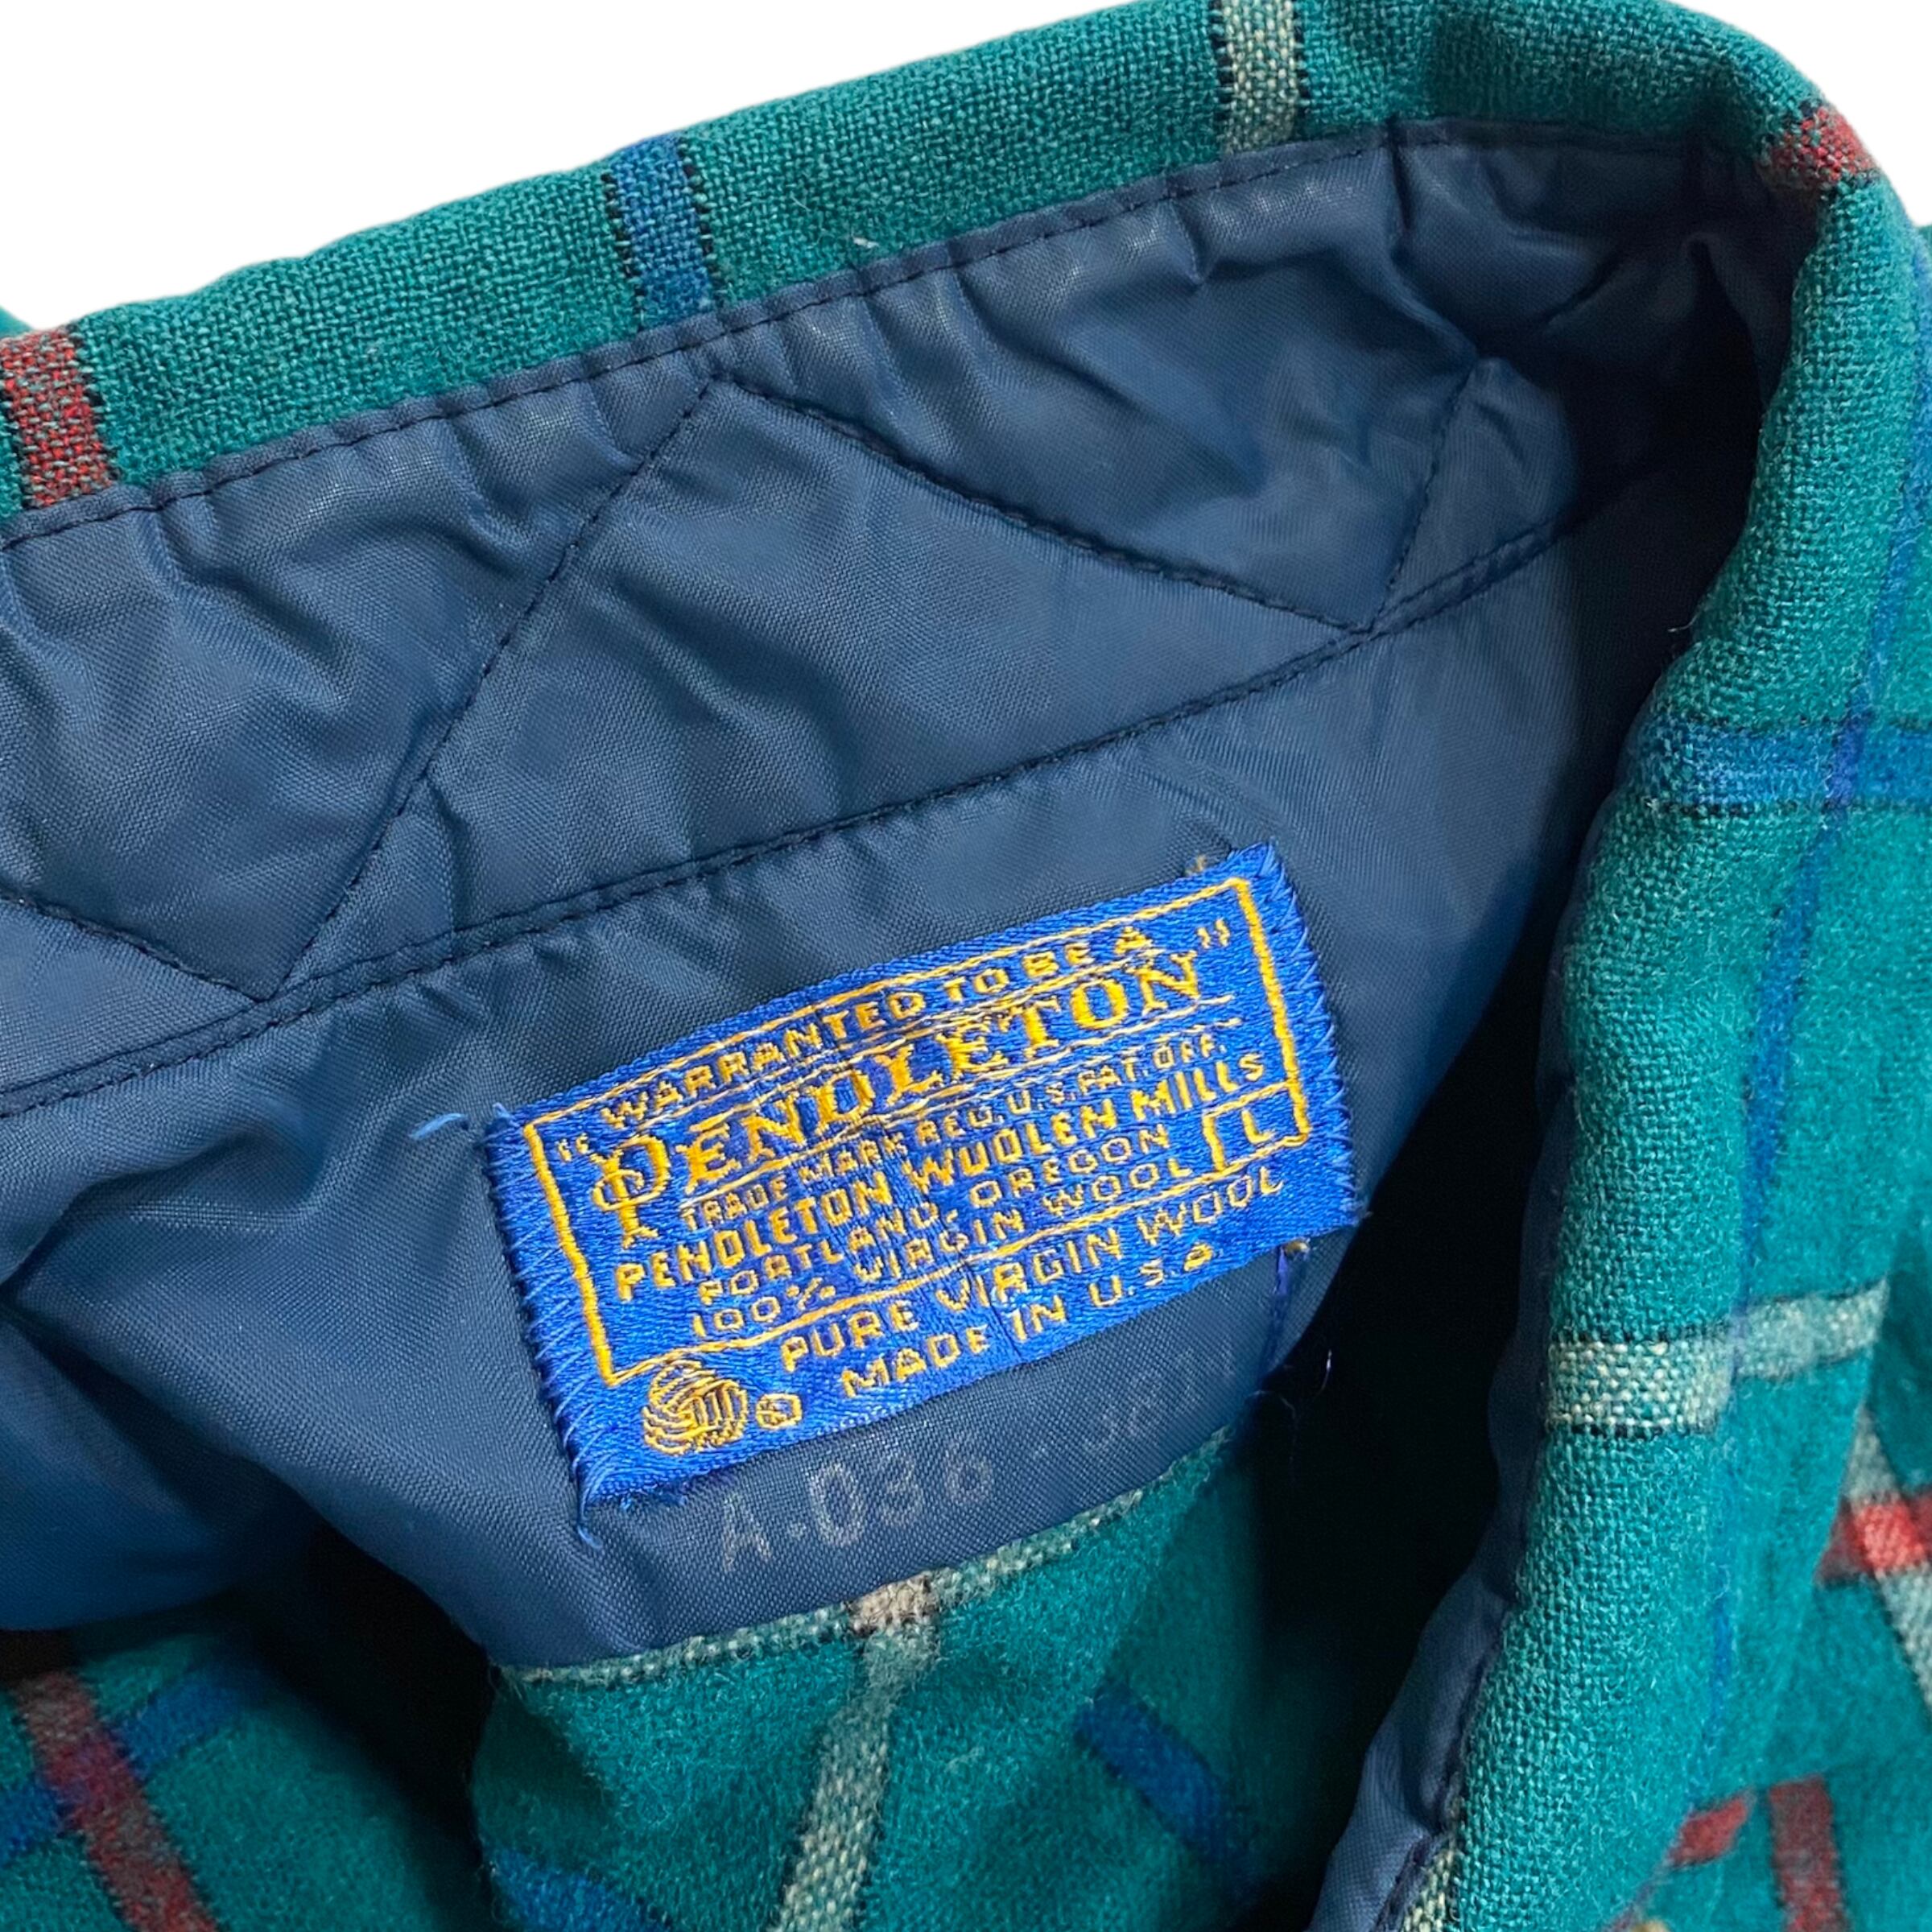 "WARRANTED TO BE A
PENDLETON"
TRADE MARK REG. U.S. PAT. OFF.
PENDLETON WOOLEN MILLS
PORTLAND, OREGON
L
100% VIRGIN WOOL
PURE VIRGIN WOOL
MADE IN U.S.A.
A-036